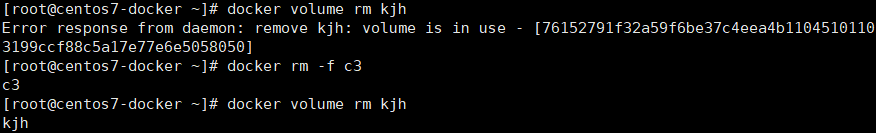 [root@centos7-docker ~]# docker volume rm kjh
Error response from daemon: remove kjh: volume is in use - [76152791f32a59f6be37c4eea4b1104510110
3199ccf88c5a17e77e6e5058050]
[root@centos7-docker ~]# docker rm -f c3
c3
[root@centos7-docker ~]# docker volume rm kjh
kjh